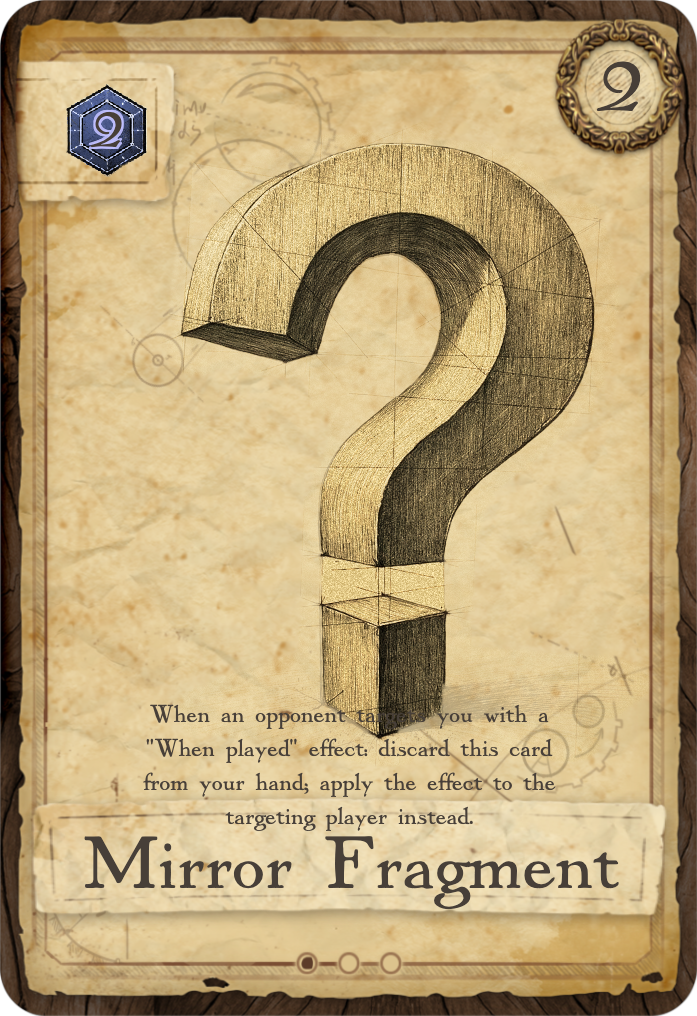 2
2
When an opponent targets you with a
"When played" effect: discard this card
from your hand; apply the effect to the
targeting player instead.
Mirror Fragment